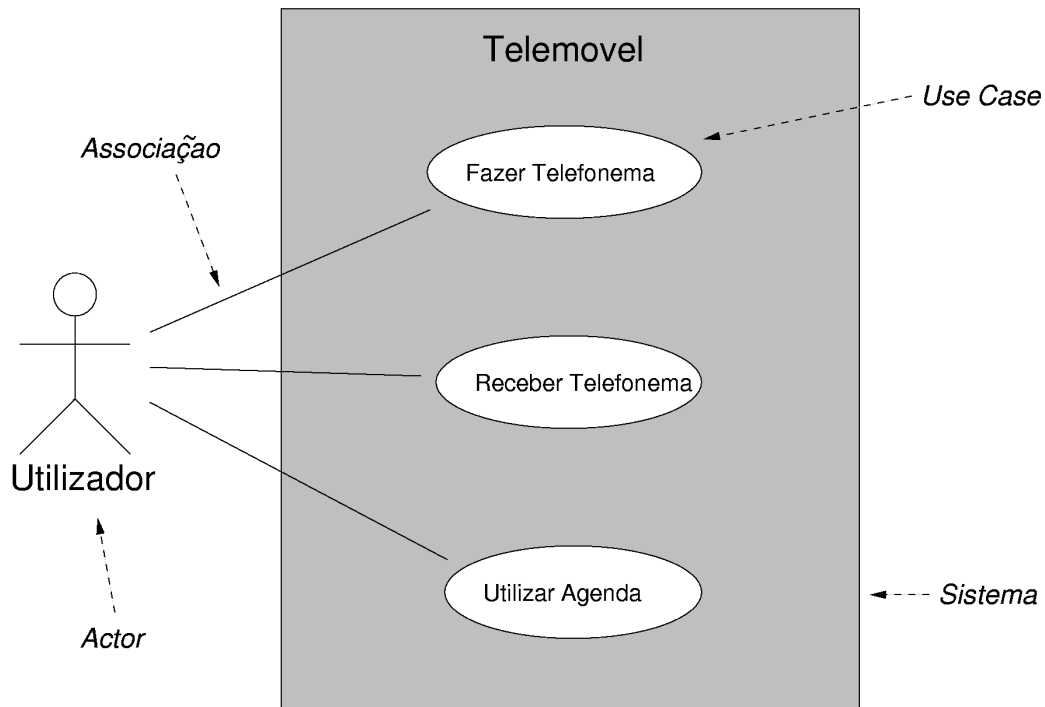 Telemovel
Use Case
Associação
Fazer Telefonema
Receber Telefonema
Utilizador
Utilizar Agenda
Sistema
Actor